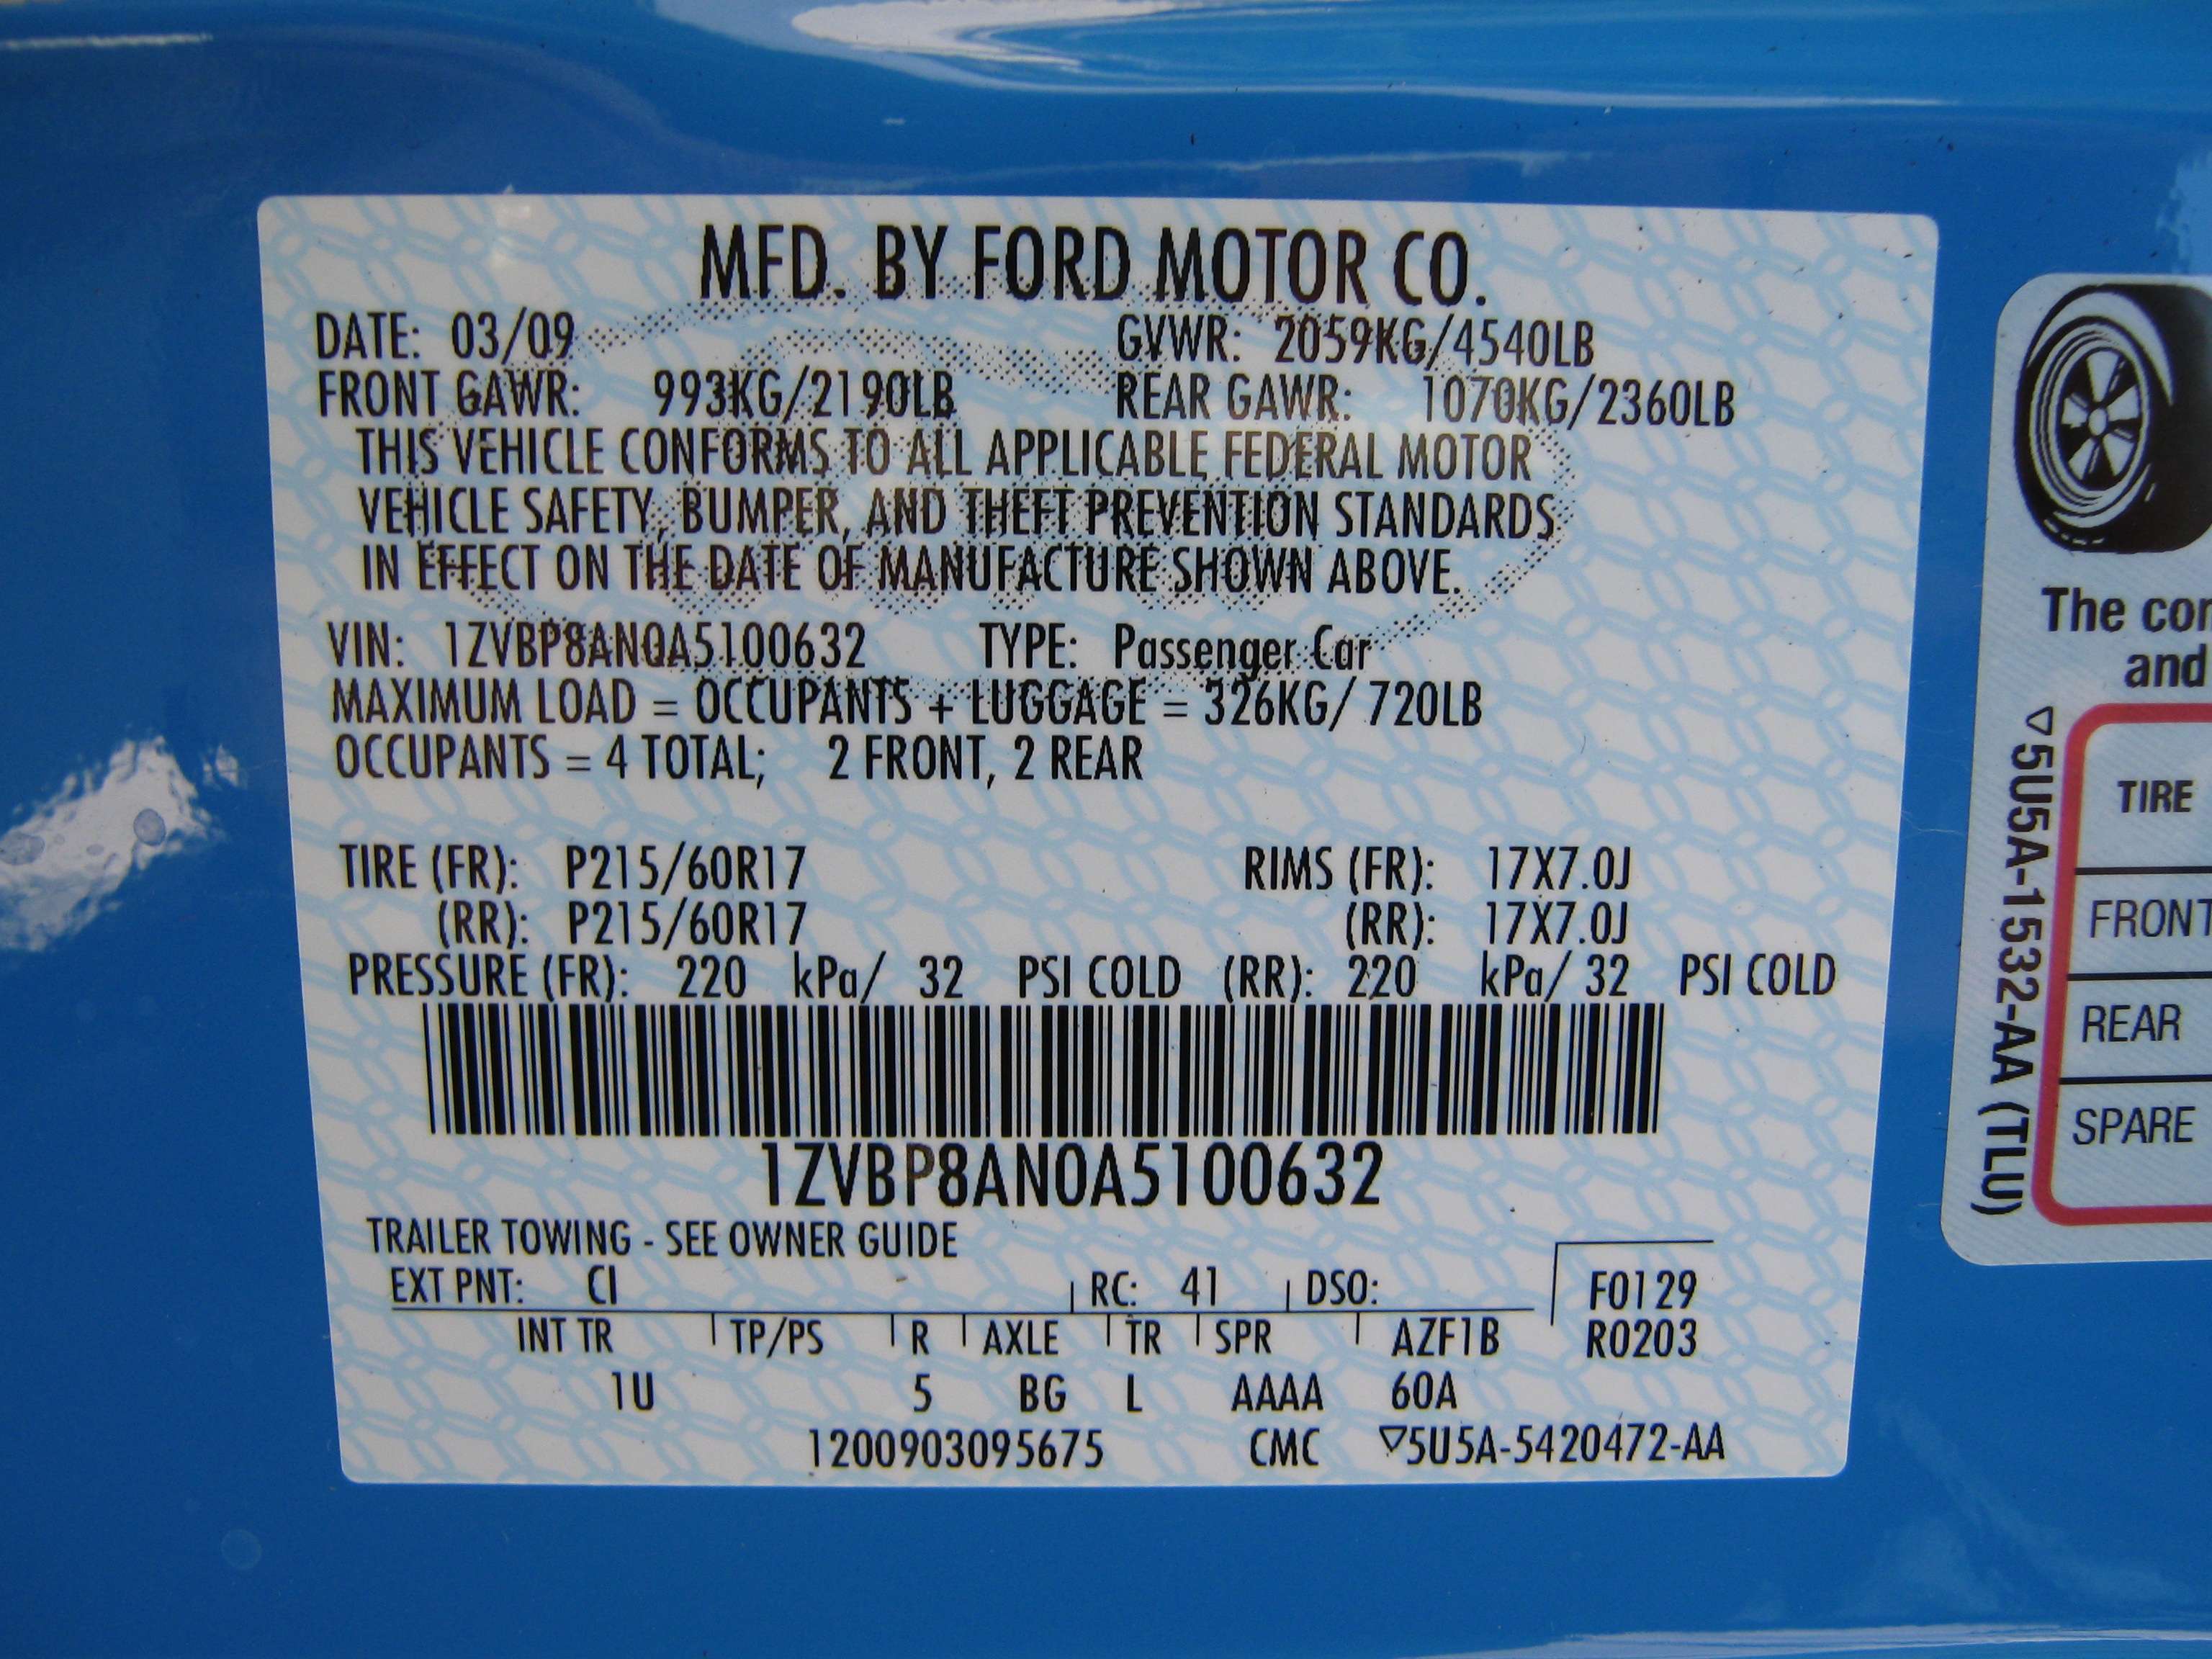 MFD. BY FORD MOTOR CO.
DATE: 03/09 GVWR: 2059KG/4540LB
FRONT GAWR: 993KG/2190LB REAR GAWR: 1070KG/2360LB
THIS VEHICLE CONFORMS TO ALL APPLICABLE FEDERAL MOTOR
VEHICLE SAFETY, BUMPER, AND THEFT PREVENTION STANDARDS
IN EFFECT ON THE DATE OF MANUFACTURE SHOWN ABOVE.
VIN: 1ZVBP8AN0A5100632 TYPE: Passenger Car
MAXIMUM LOAD = OCCUPANTS + LUGGAGE = 326KG/ 720LB
OCCUPANTS = 4 TOTAL; 2 FRONT, 2 REAR
TIRE (FR): P215/60R17 RIMS (FR): 17X7.0J
(RR): P215/60R17 (RR): 17X7.0J
PRESSURE (FR): 220 kPa/ 32 PSI COLD (RR): 220 kPa/ 32 PSI COLD
1ZVBP8AN0A5100632
TRAILER TOWING - SEE OWNER GUIDE
EXT PNT: CI RC: 41 DSO: F0129
INT TR TP/PS R AXLE TR SPR AZF1B R0203
1U 5 BG L AAAA 60A
1200903095675 CMC ▽5U5A-5420472-AA
The
and
▽5U5A-1532-AA (TLU)
TIRE
FRONT
REAR
SPARE